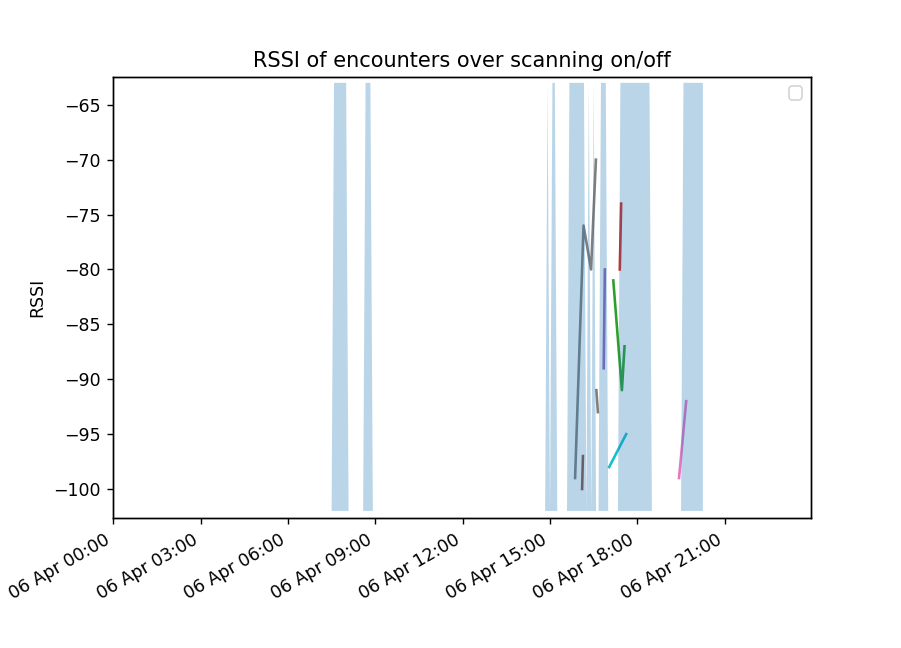 RSSI of encounters over scanning on/off
−65
−70
−75
−80
−85
−90
−95
−100
RSSI
06 Apr 00:00
06 Apr 03:00
06 Apr 06:00
06 Apr 09:00
06 Apr 12:00
06 Apr 15:00
06 Apr 18:00
06 Apr 21:00